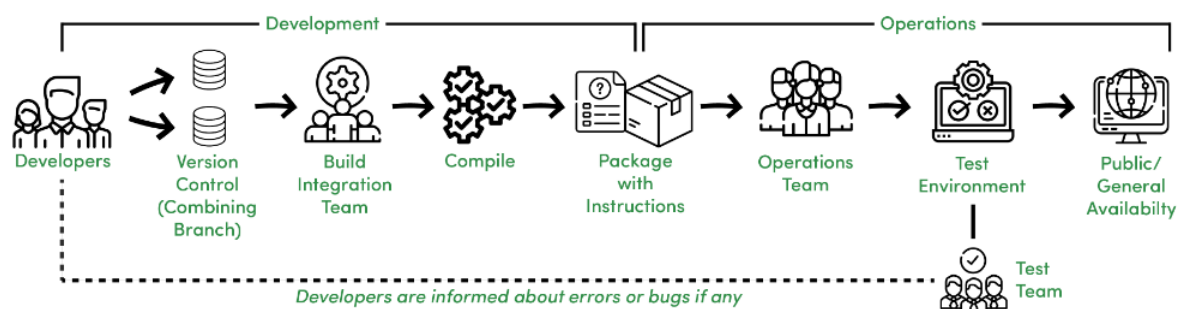 Development
Operations
Developers
Version
Control
(Combining
Branch)
Build
Integration
Team
Compile
?
Package
with
Instructions
Operations
Team
Test
Environment
Public/
General
Availabilty
Test
Team
Developers are informed about errors or bugs if any